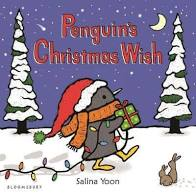 Penguin's
Christmas Wish
BLOOMSBURY
Salina Yoon